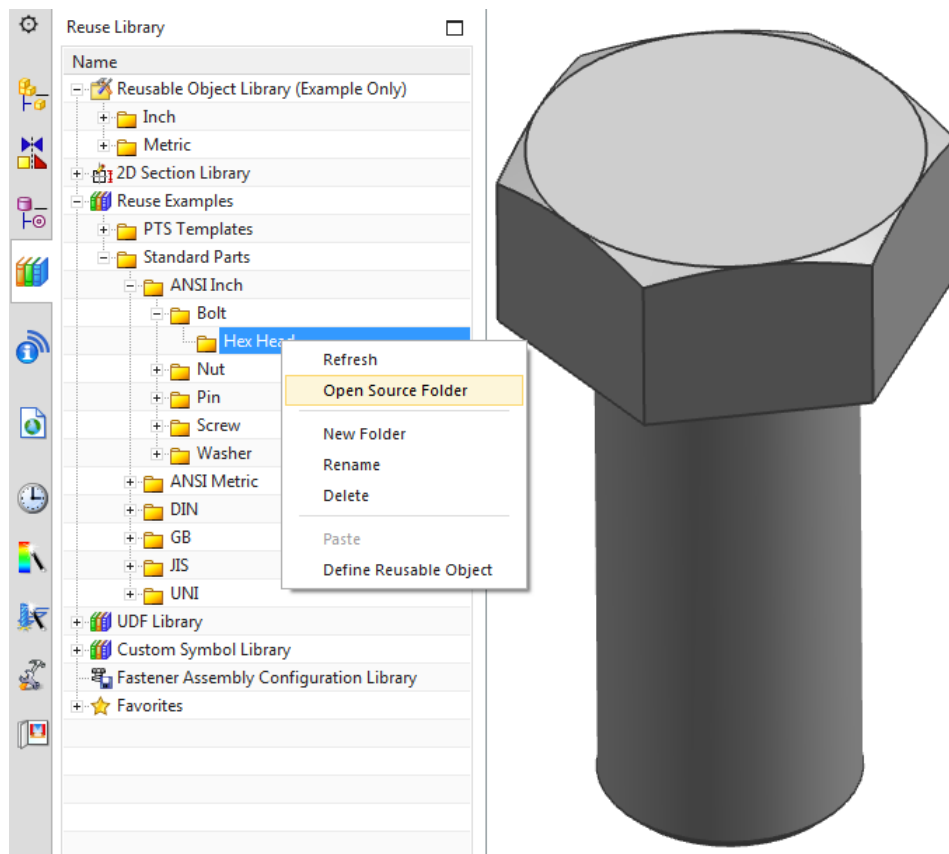 Reuse Library
Name
Reusable Object Library (Example Only)
Inch
Metric
2D Section Library
Reuse Examples
PTS Templates
Standard Parts
ANSI Inch
Bolt
Hex Head
Nut
Pin
Screw
Washer
ANSI Metric
DIN
GB
JIS
UNI
UDF Library
Custom Symbol Library
Fastener Assembly Configuration Library
Favorites
Refresh
Open Source Folder
New Folder
Rename
Delete
Paste
Define Reusable Object